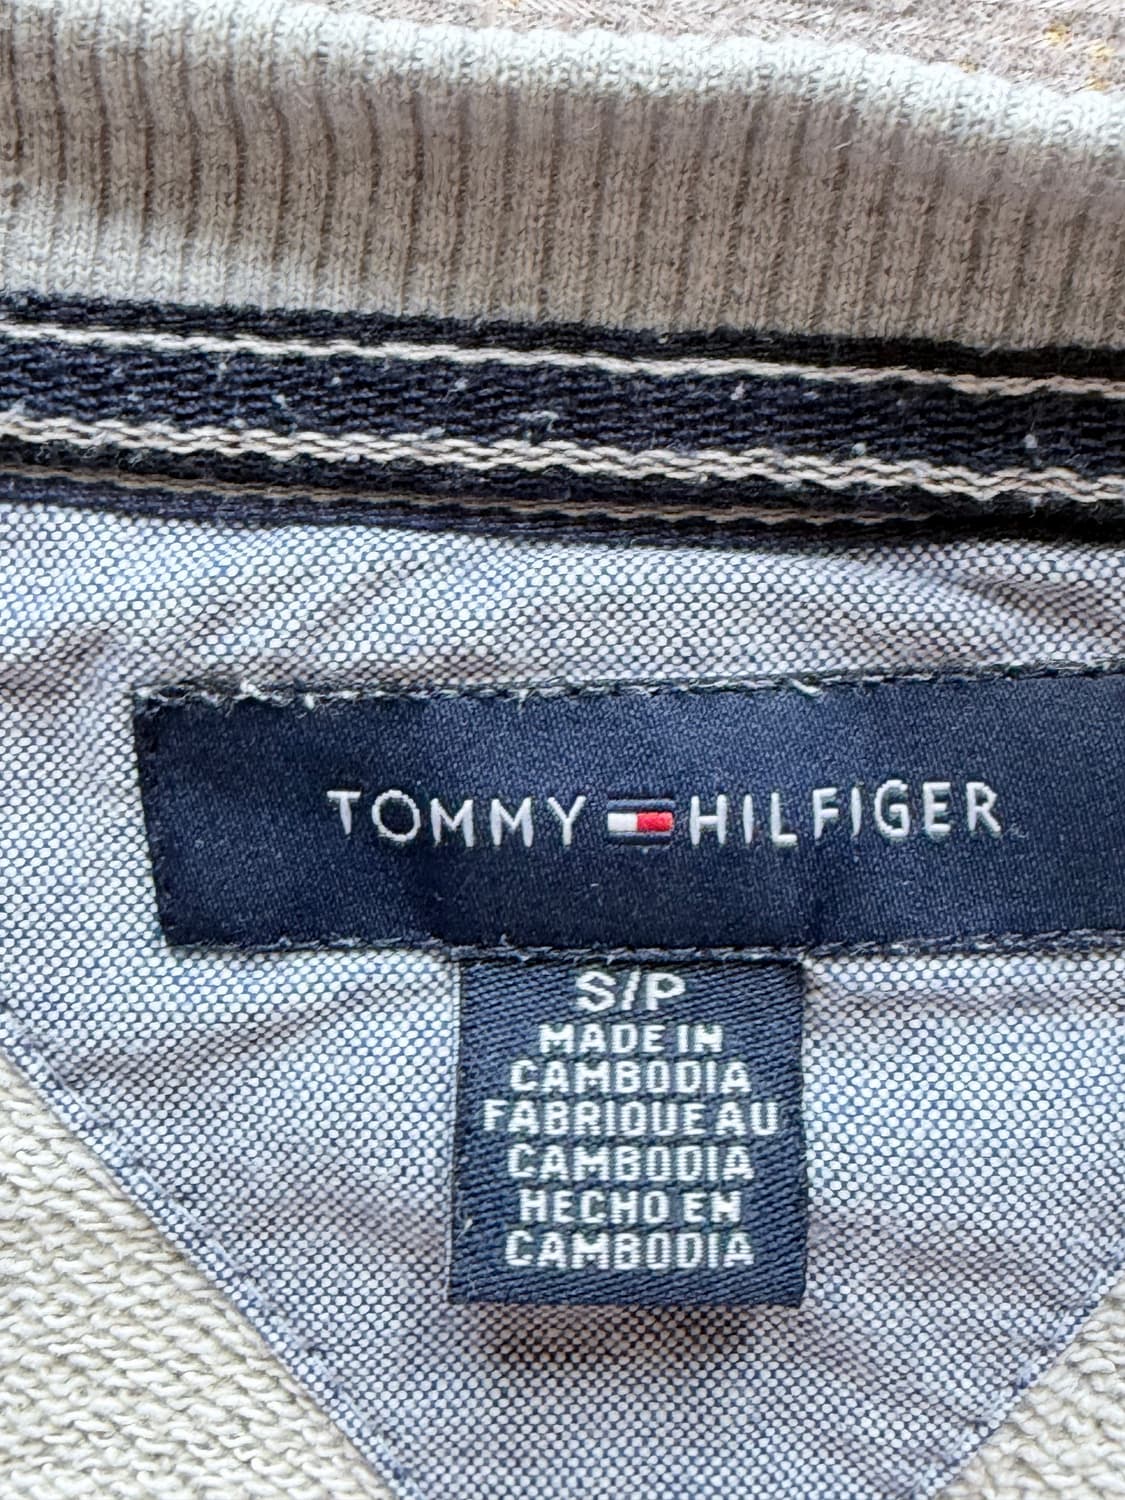 TOMMY HILFIGER
S/P
MADE IN
CAMBODIA
FABRIQUE AU
CAMBODIA
HECHO EN
CAMBODIA